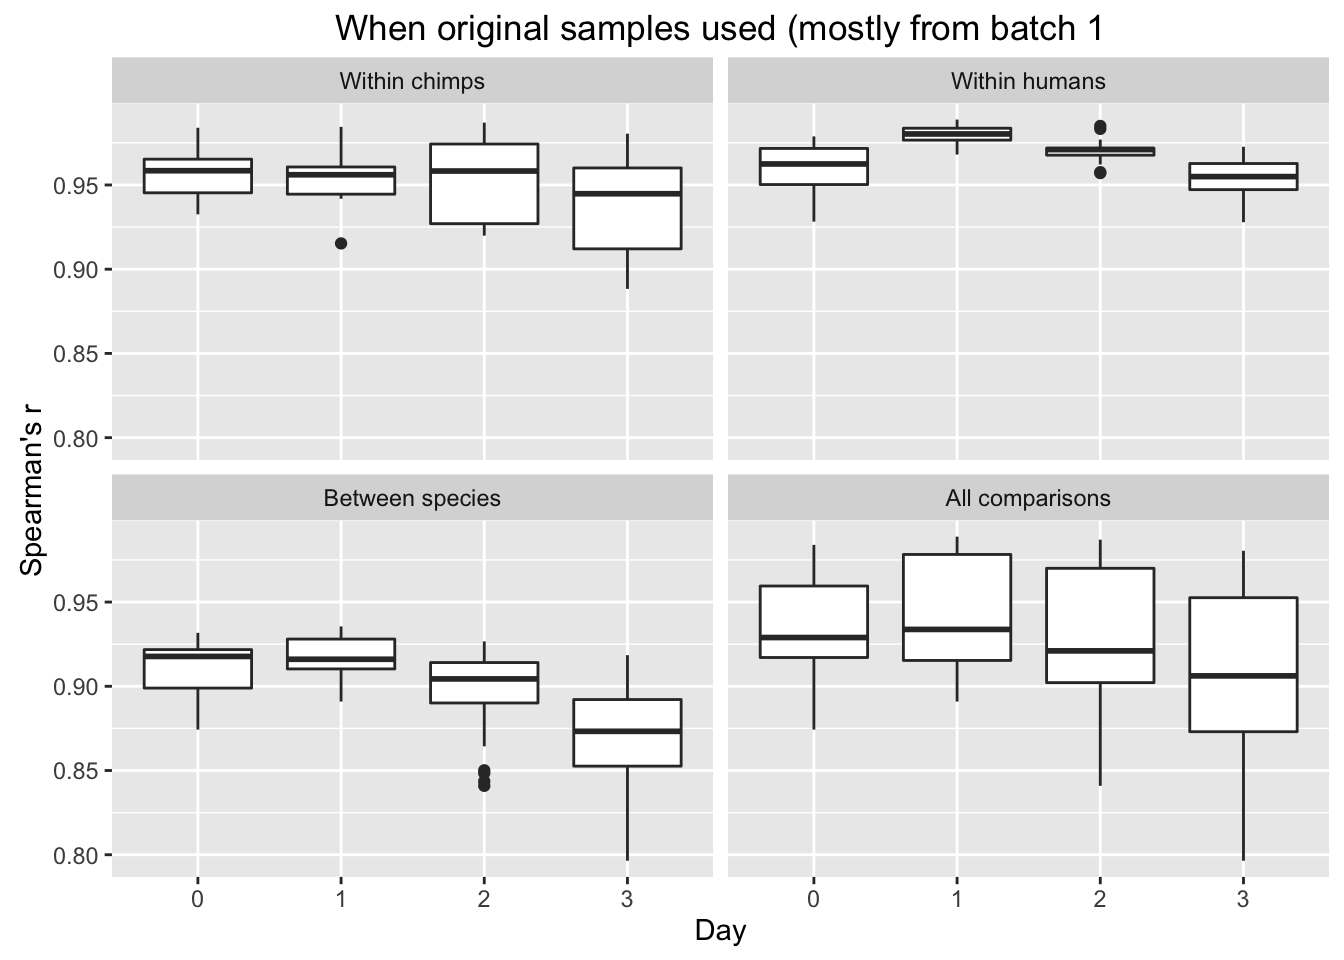 When original samples used (mostly from batch 1
Within chimps
Within humans
0.95
0.90
0.85
0.80
Spearman's r
Between species
All comparisons
0.95
0.90
0.85
0.80
0 1 2 3 0 1 2 3
Day